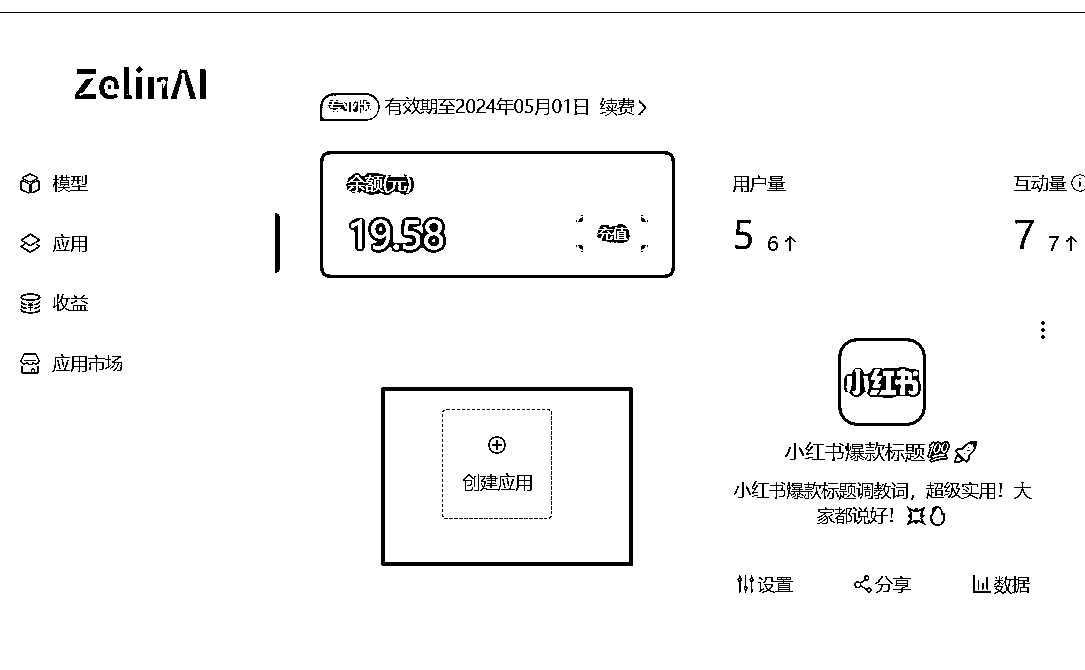 ZelinAI
有效期至2024年05月01日 续费
模型
应用
收益
应用市场
余额(元)
19.58
充值
用户量
5 6↑
互动量
7 7↑
创建应用
小红书
小红书爆款标题💯🚀
小红书爆款标题调教词，超级实用！大
家都说好！
设置
分享
数据